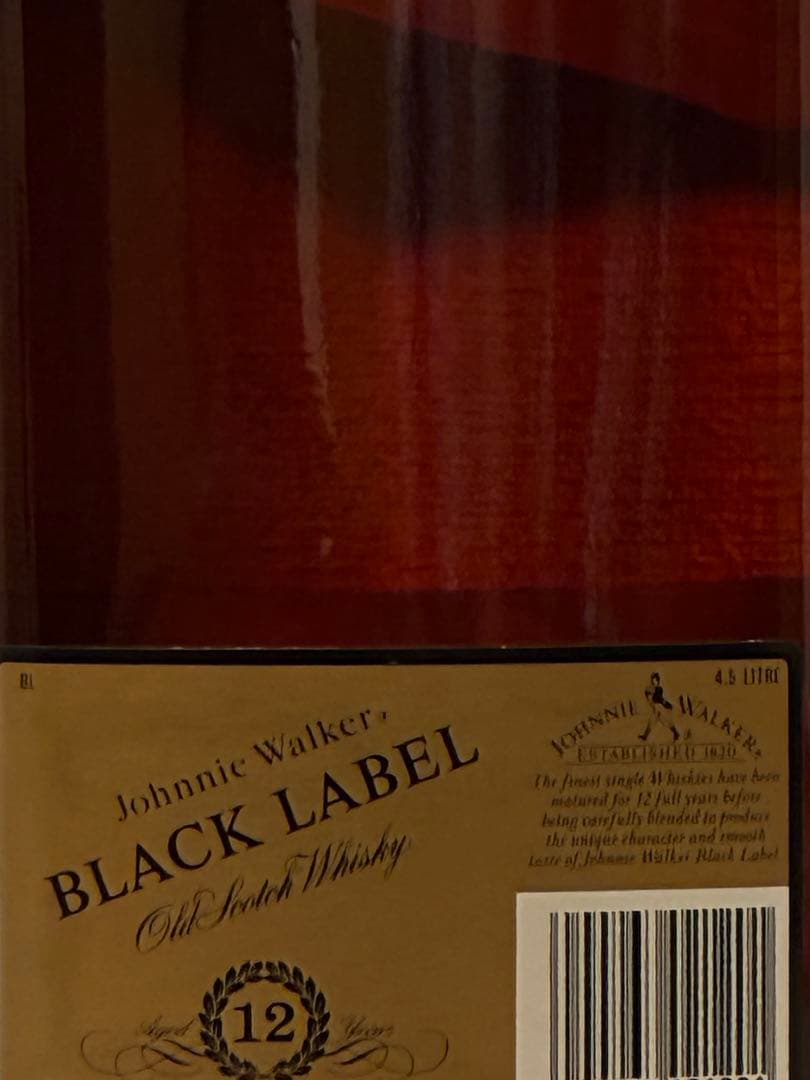 4.5 LITRE
Johnnie Walker
BLACK LABEL
Old Scotch Whisky
Aged 12 Years
JOHNNIE WALKER
ESTABLISHED 1820
The finest single Whiskies have been
matured for 12 full years before
being carefully blended to produce
the unique character and smooth
taste of Johnnie Walker Black Label